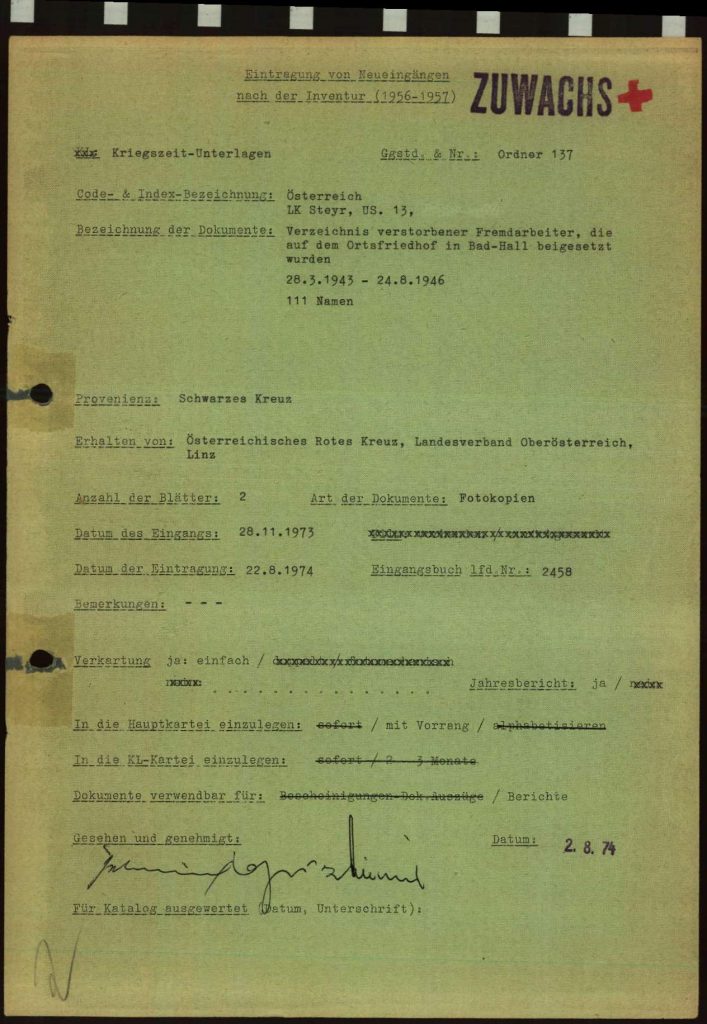 Eintragung von Neueingängen
nach der Inventur (1956-1957)
ZUWACHS+
Kriegszeit-Unterlagen Ggstd. & Nr.: Ordner 137
Code- & Index-Bezeichnung: Österreich
LK Steyr, US. 13,
Bezeichnung der Dokumente: Verzeichnis verstorbener Fremdarbeiter, die
auf dem Ortsfriedhof in Bad-Hall beigesetzt
wurden
28.3.1943 - 24.8.1946
111 Namen
Provenienz: Schwarzes Kreuz
Erhalten von: Österreichisches Rotes Kreuz, Landesverband Oberösterreich,
Linz
Anzahl der Blätter: 2 Art der Dokumente: Fotokopien
Datum des Eingangs: 28.11.1973
Datum der Eintragung: 22.8.1974 Eingangsbuch lfd.Nr.: 2458
Bemerkungen: - - -
Verkartung ja: einfach /
Jahresbericht: ja /
In die Hauptkartei einzulegen: sofort / mit Vorrang / alphabetisieren
In die KL-Kartei einzulegen: sofort / 2 - 3 Monate
Dokumente verwendbar für: Bescheinigungen-Dok.Auszüge / Berichte
Gesehen und genehmigt: Datum: 2. 8. 74
Für Katalog ausgewertet (Datum, Unterschrift):